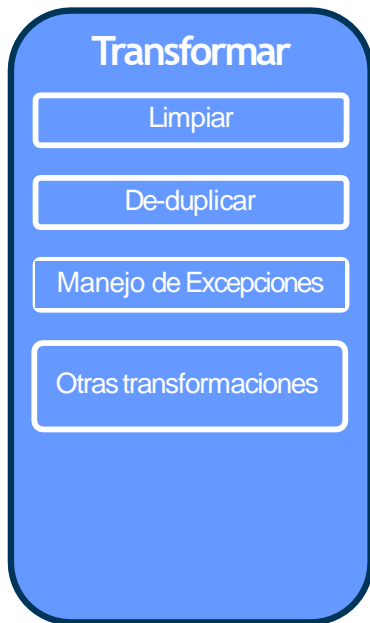 Transformar
Limpiar
De-duplicar
Manejo de Excepciones
Otras transformaciones